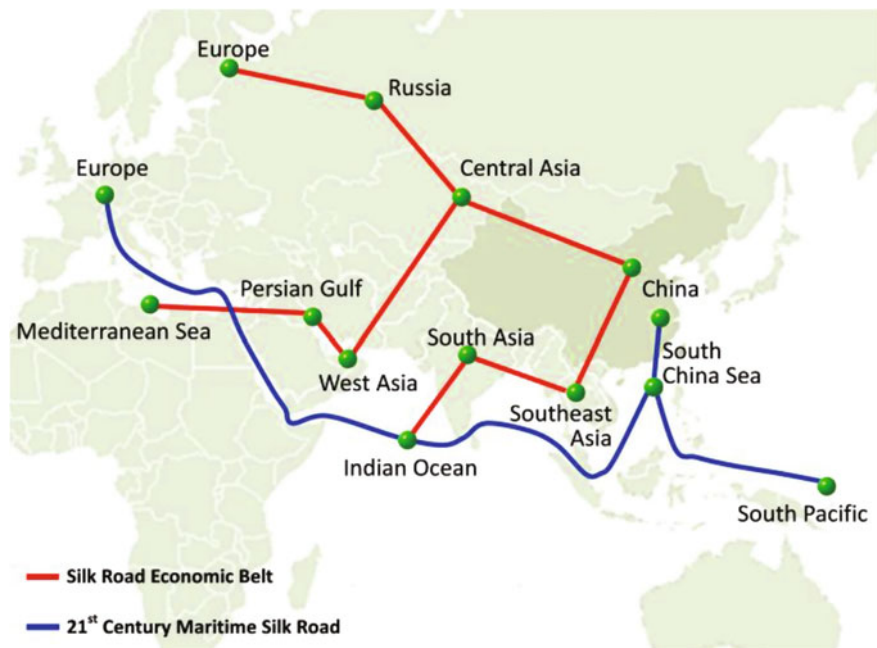 Europe
Russia
Europe
Central Asia
Persian Gulf
China
Mediterranean Sea
South Asia
West Asia
South
China Sea
Southeast
Asia
Indian Ocean
South Pacific
Silk Road Economic Belt
21st Century Maritime Silk Road